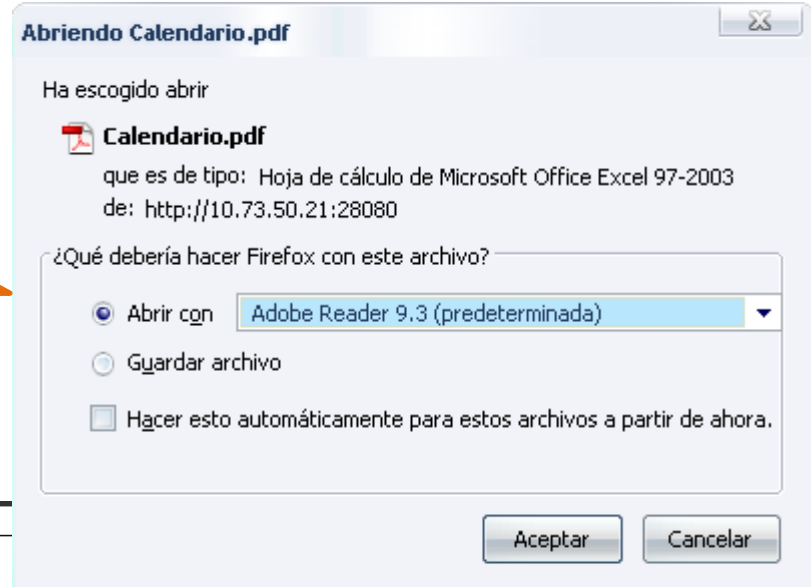 Abriendo Calendario.pdf
Ha escogido abrir
Calendario.pdf
que es de tipo: Hoja de cálculo de Microsoft Office Excel 97-2003
de: http://10.73.50.21:28080
¿Qué debería hacer Firefox con este archivo?
Abrir con Adobe Reader 9.3 (predeterminada)
Guardar archivo
Hacer esto automáticamente para estos archivos a partir de ahora.
Aceptar Cancelar